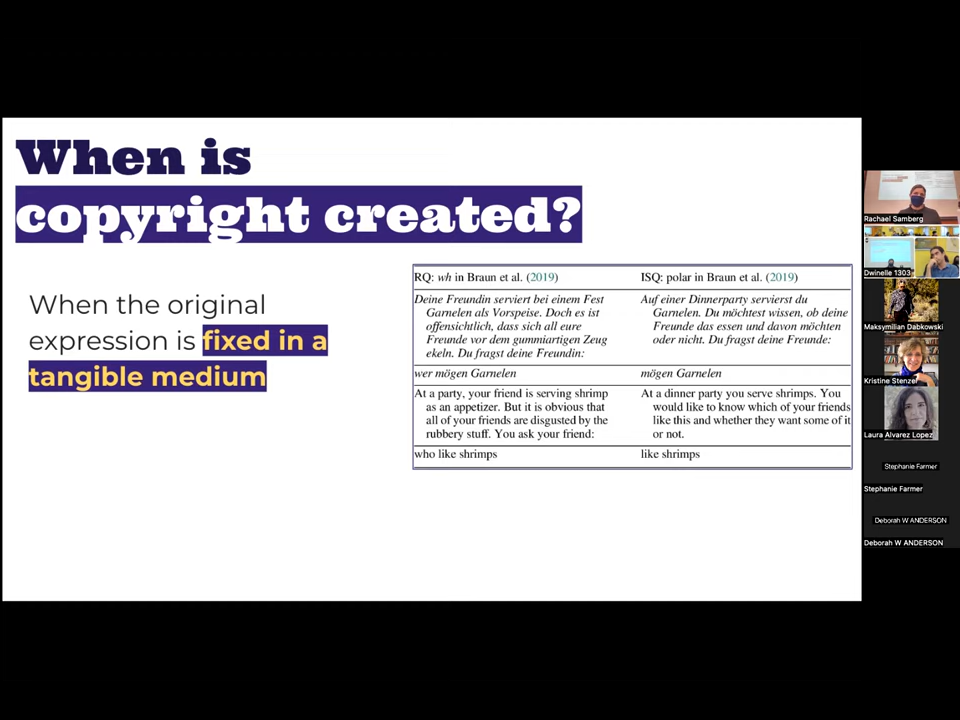 When is
copyright created?
When the original
expression is fixed in a
tangible medium
RQ: wh in Braun et al. (2019)
Deine Freundin serviert bei einem Fest
Garnelen als Vorspeise. Doch es ist
offensichtlich, dass sich all eure
Freunde vor dem gummiartigen Zeug
ekeln. Du fragst deine Freundin:
wer mögen Garnelen
At a party, your friend is serving shrimp
as an appetizer. But it is obvious that
all of your friends are disgusted by the
rubbery stuff. You ask your friend:
who like shrimps
ISQ: polar in Braun et al. (2019)
Auf einer Dinnerparty servierst du
Garnelen. Du möchtest wissen, ob deine
Freunde das essen und davon möchten
oder nicht. Du fragst deine Freunde:
mögen Garnelen
At a dinner party you serve shrimps. You
would like to know which of your friends
like this and whether they want some of it
or not.
like shrimps
Rachael Samberg
Dwinelle 1303
Maksymilian Dabkowski
Kristine Stenzel
Laura Alvarez Lopez
Stephanie Farmer
Stephanie Farmer
Deborah W ANDERSON
Deborah W ANDERSON